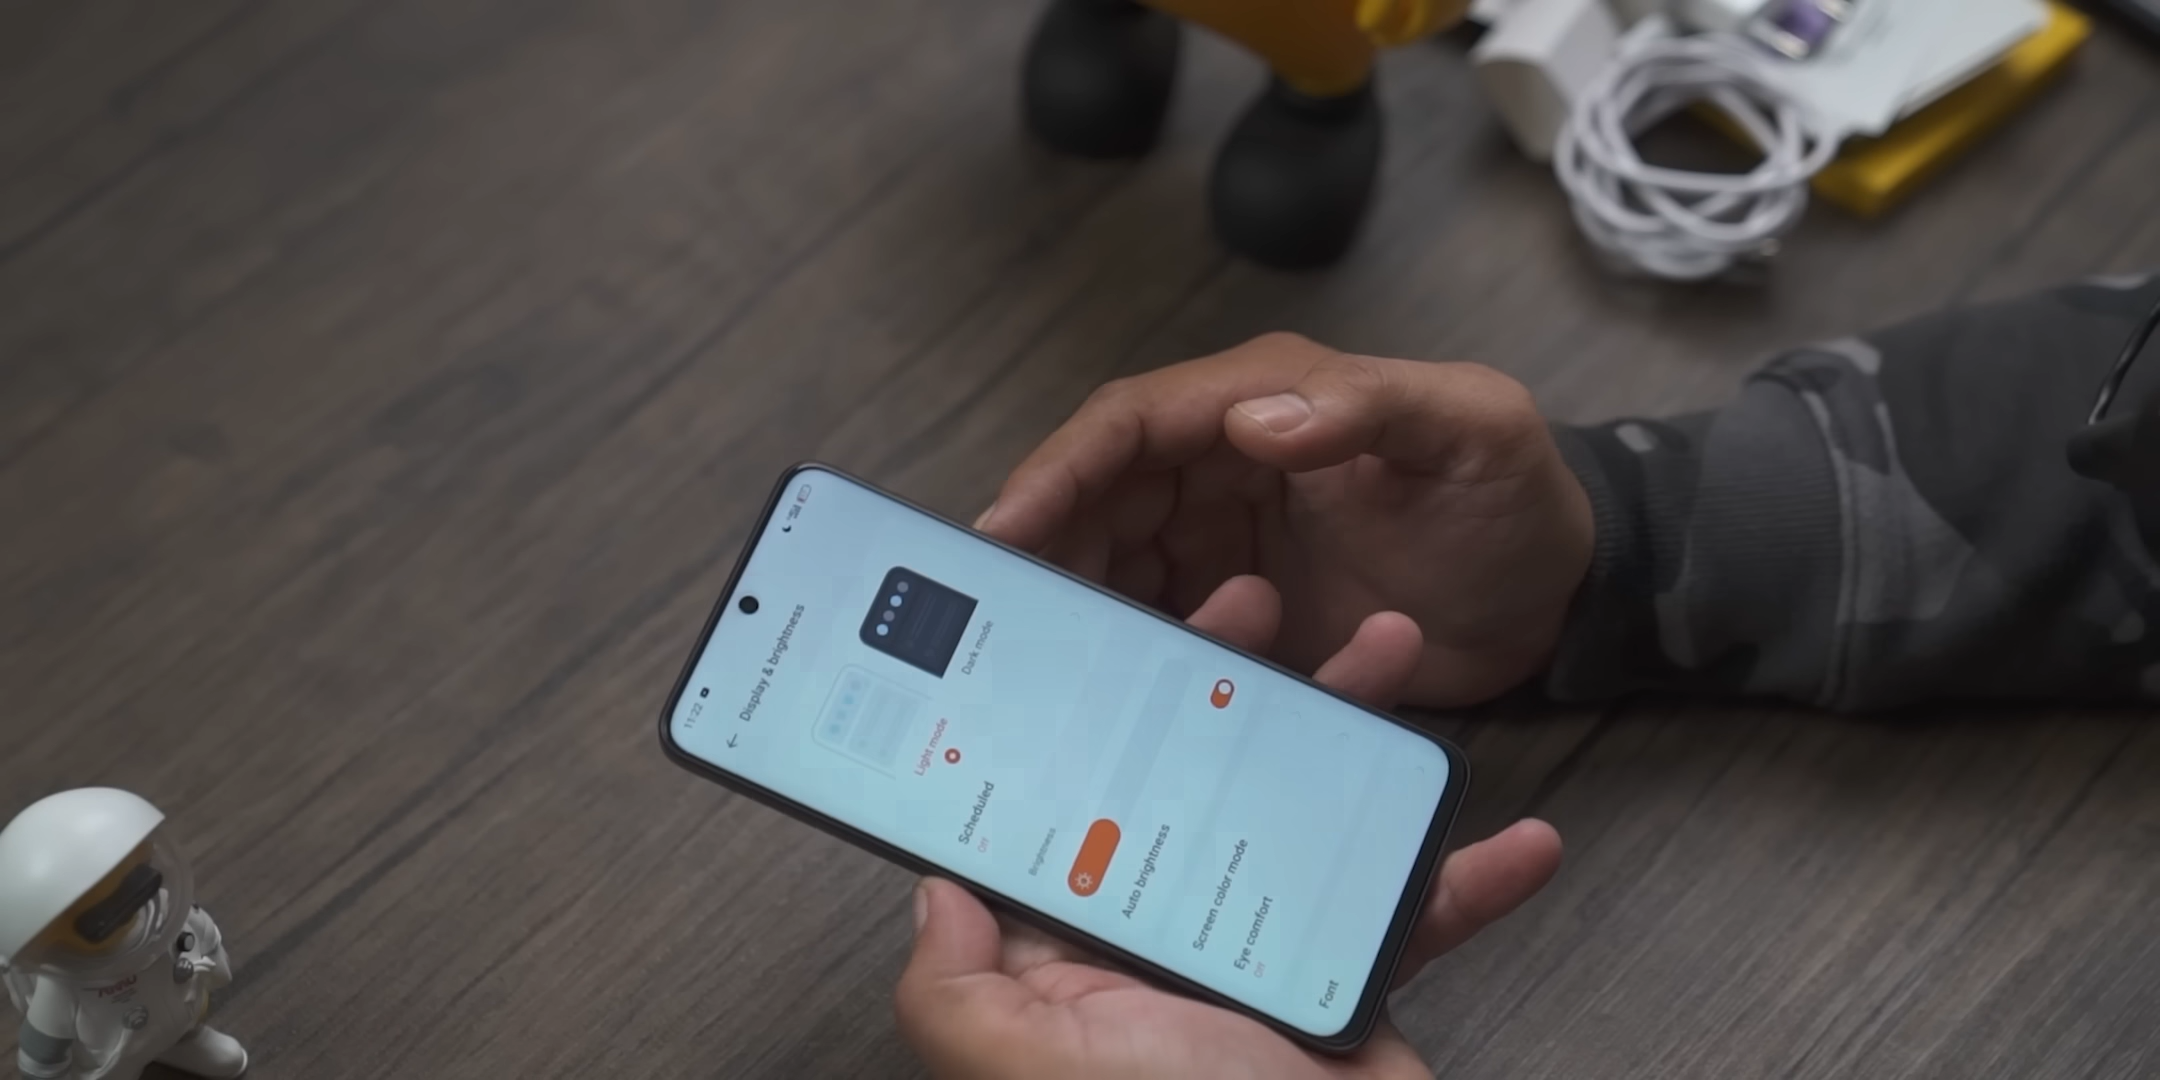 11:22
Display & brightness
Light mode
Dark mode
Scheduled
Off
Brightness
Auto brightness
Screen color mode
Eye comfort
Off
Font